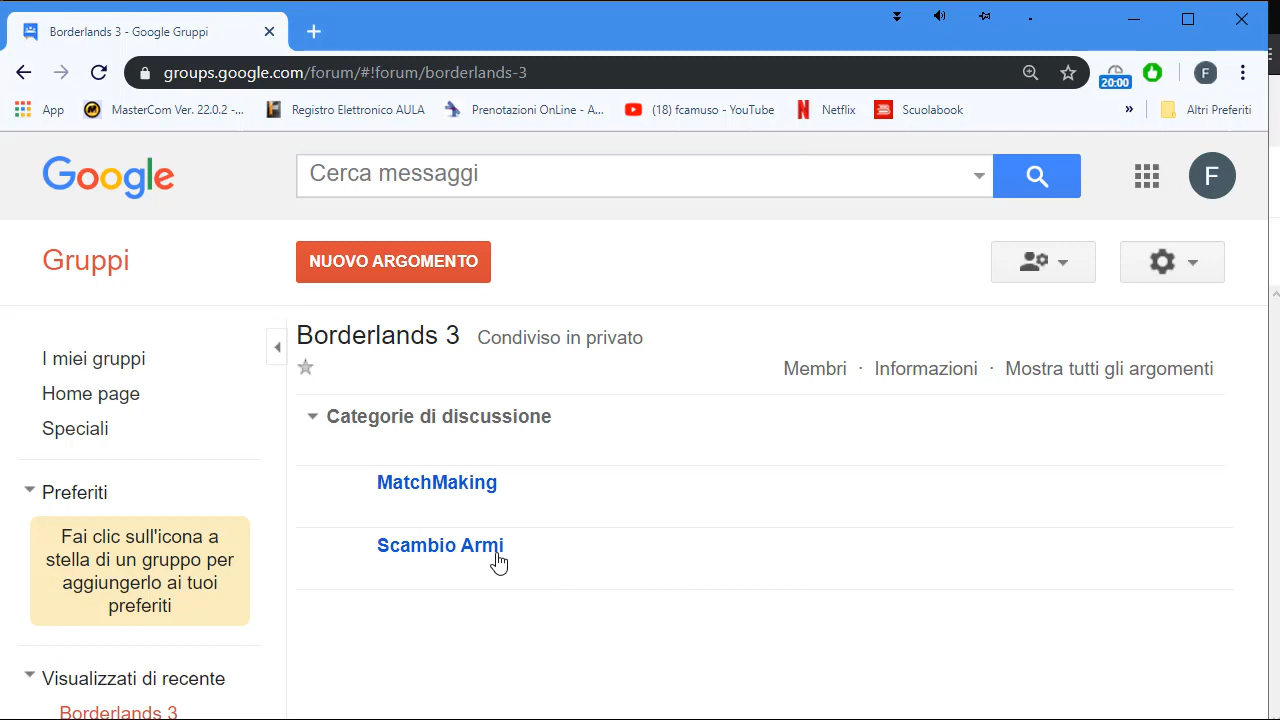 Borderlands 3 - Google Gruppi
groups.google.com/forum/#!forum/borderlands-3
20:00
F
App
MasterCom Ver. 22.0.2 -...
Registro Elettronico AULA
Prenotazioni OnLine - A...
(18) fcamuso - YouTube
Netflix
Scuolabook
»
Altri Preferiti
Google
Cerca messaggi
F
Gruppi
NUOVO ARGOMENTO
Borderlands 3 Condiviso in privato
Membri · Informazioni · Mostra tutti gli argomenti
I miei gruppi
Home page
Speciali
Preferiti
Fai clic sull'icona a
stella di un gruppo per
aggiungerlo ai tuoi
preferiti
Visualizzati di recente
Borderlands 3
Categorie di discussione
MatchMaking
Scambio Armi